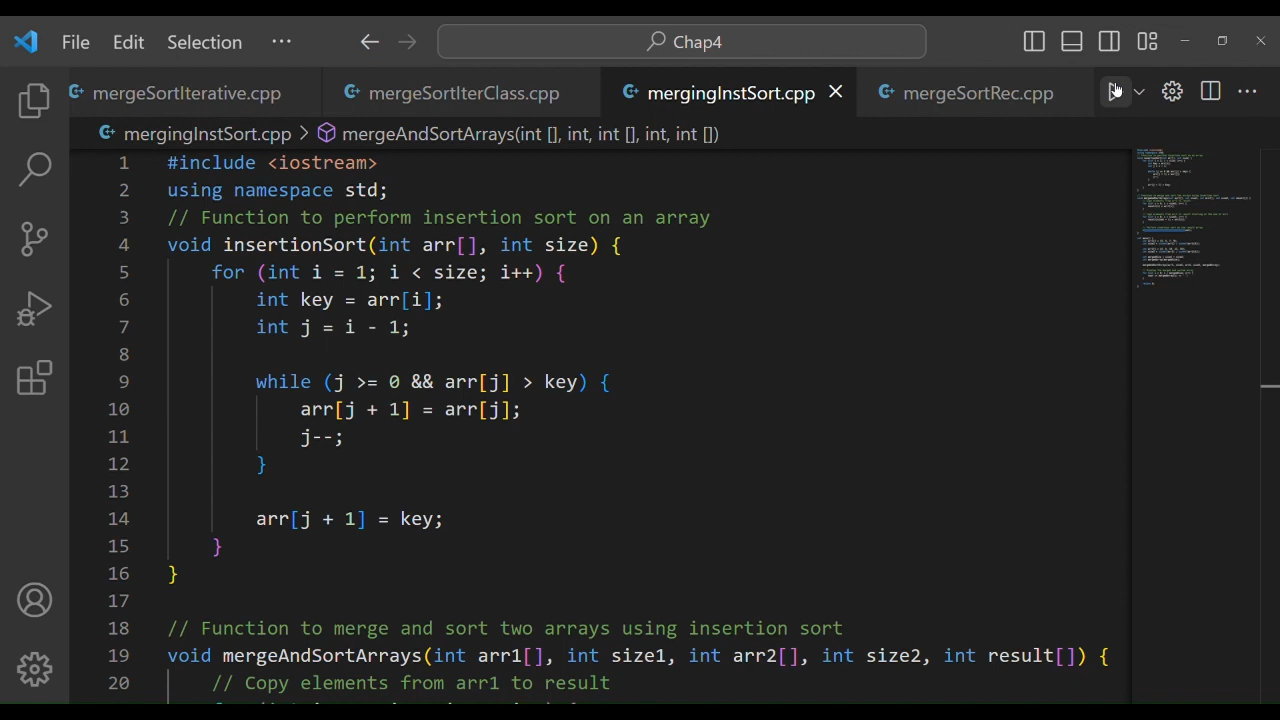 File Edit Selection ··· Chap4
mergeSortIterative.cpp mergeSortIterClass.cpp mergingInstSort.cpp mergeSortRec.cpp
mergingInstSort.cpp > mergeAndSortArrays(int [], int, int [], int, int [])
1 #include <iostream>
2 using namespace std;
3 // Function to perform insertion sort on an array
4 void insertionSort(int arr[], int size) {
5 for (int i = 1; i < size; i++) {
6 int key = arr[i];
7 int j = i - 1;
8
9 while (j >= 0 && arr[j] > key) {
10 arr[j + 1] = arr[j];
11 j--;
12 }
13
14 arr[j + 1] = key;
15 }
16 }
17
18 // Function to merge and sort two arrays using insertion sort
19 void mergeAndSortArrays(int arr1[], int size1, int arr2[], int size2, int result[]) {
20 // Copy elements from arr1 to result